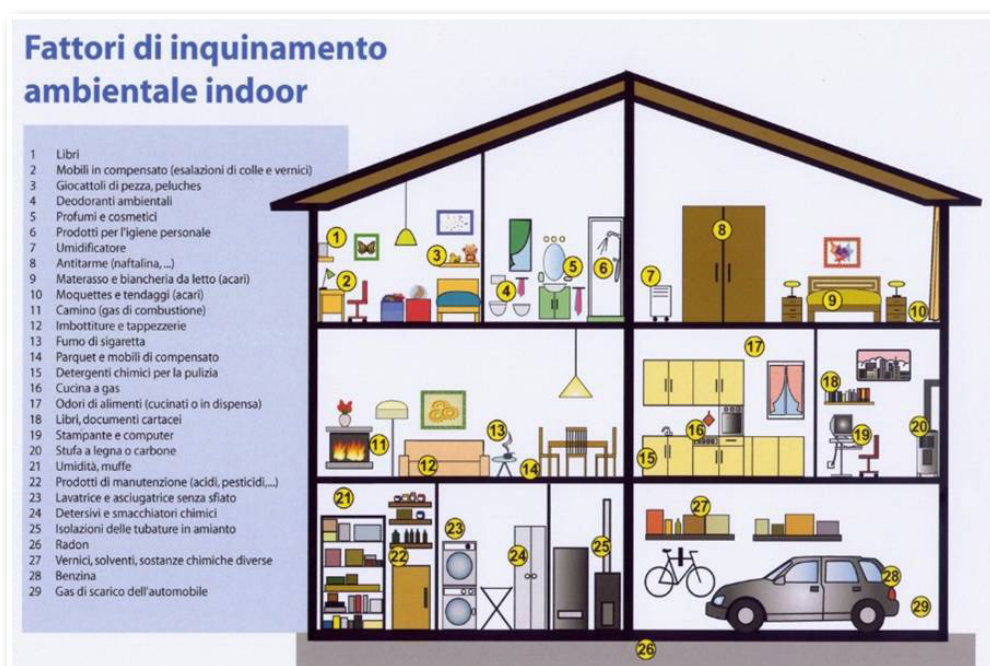 Fattori di inquinamento
ambientale indoor
1 Libri
2 Mobili in compensato (esalazioni di colle e vernici)
3 Giocattoli di pezza, peluches
4 Deodoranti ambientali
5 Profumi e cosmetici
6 Prodotti per l'igiene personale
7 Umidificatore
8 Antitarme (naftalina, ...)
9 Materasso e biancheria da letto (acari)
10 Moquettes e tendaggi (acari)
11 Camino (gas di combustione)
12 Imbottiture e tappezzerie
13 Fumo di sigaretta
14 Parquet e mobili di compensato
15 Detergenti chimici per la pulizia
16 Cucina a gas
17 Odori di alimenti (cucinati o in dispensa)
18 Libri, documenti cartacei
19 Stampante e computer
20 Stufa a legna o carbone
21 Umidità, muffe
22 Prodotti di manutenzione (acidi, pesticidi,...)
23 Lavatrice e asciugatrice senza sfiato
24 Detersivi e smacchiatori chimici
25 Isolazioni delle tubature in amianto
26 Radon
27 Vernici, solventi, sostanze chimiche diverse
28 Benzina
29 Gas di scarico dell'automobile
1
2
3
4
5
6
7
8
9
10
11
12
13
14
15
16
17
18
19
20
21
22
23
24
25
26
27
28
29